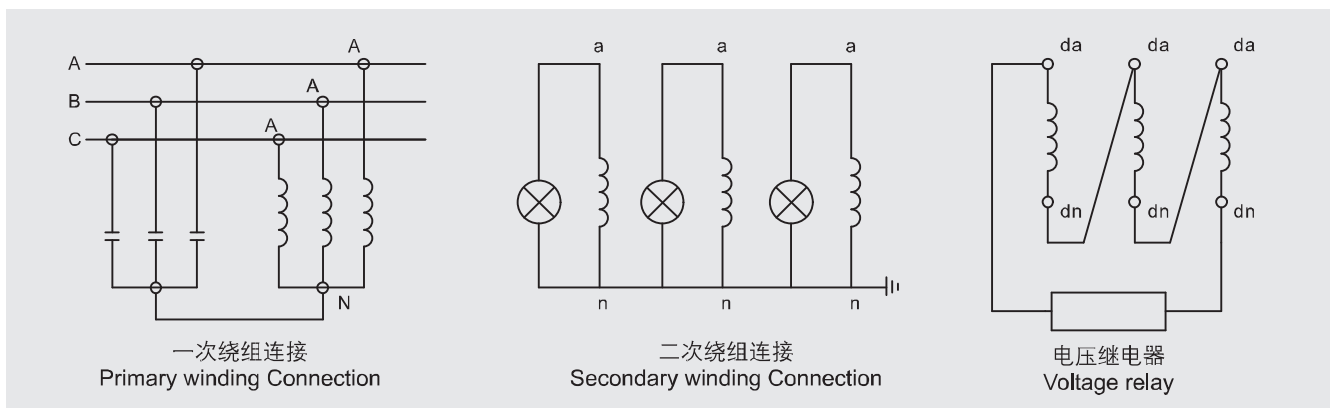 A
B
C
A
A
A
N
一次绕组连接
Primary winding Connection
a a a
n n n
二次绕组连接
Secondary winding Connection
da da da
dn dn dn
电压继电器
Voltage relay